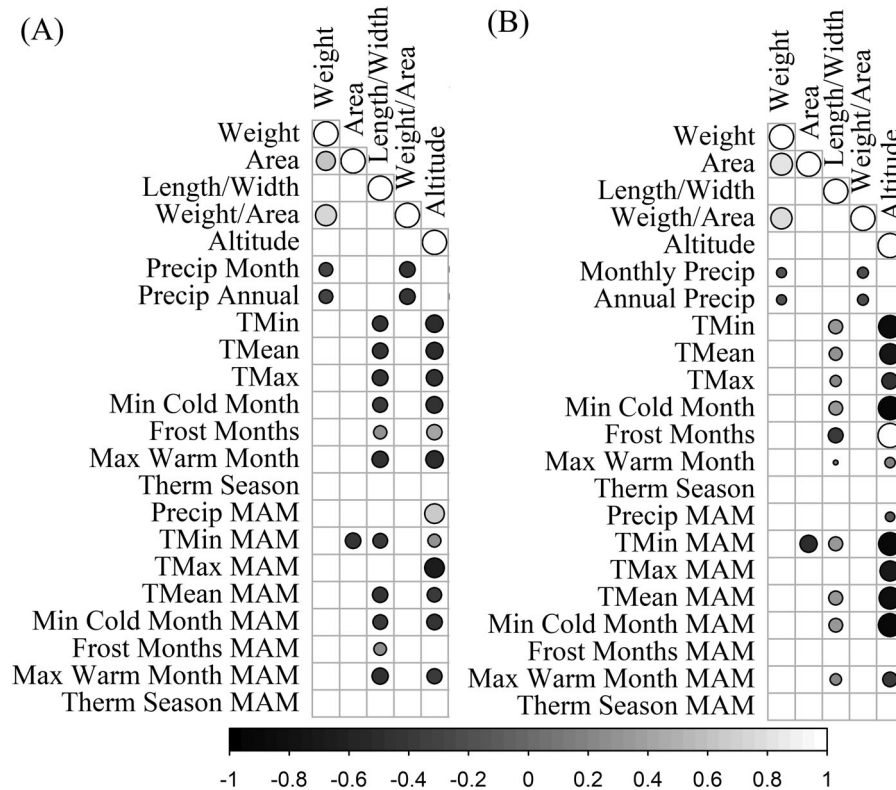 (A)
Weight
Area
Length/Width
Weight/Area
Altitude
Weight
Area
Length/Width
Weight/Area
Altitude
Precip Month
Precip Annual
TMin
TMean
TMax
Min Cold Month
Frost Months
Max Warm Month
Therm Season
Precip MAM
TMin MAM
TMax MAM
TMean MAM
Min Cold Month MAM
Frost Months MAM
Max Warm Month MAM
Therm Season MAM
(B)
Weight
Area
Length/Width
Weight/Area
Altitude
Weight
Area
Length/Width
Weigth/Area
Altitude
Monthly Precip
Annual Precip
TMin
TMean
TMax
Min Cold Month
Frost Months
Max Warm Month
Therm Season
Precip MAM
TMin MAM
TMax MAM
TMean MAM
Min Cold Month MAM
Frost Months MAM
Max Warm Month MAM
Therm Season MAM
-1 -0.8 -0.6 -0.4 -0.2 0 0.2 0.4 0.6 0.8 1